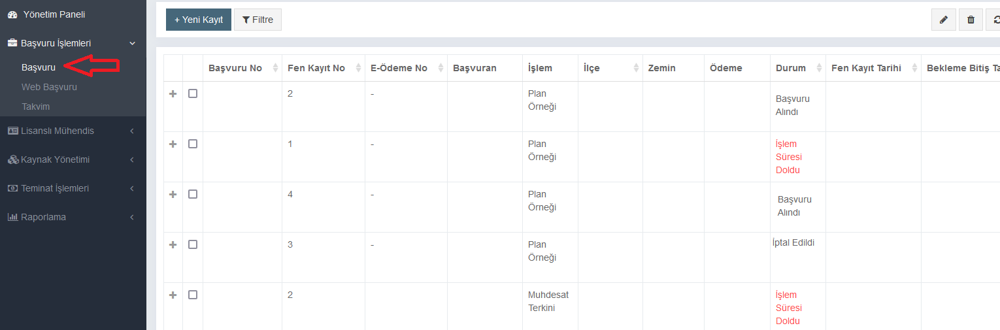 Yönetim Paneli
Başvuru İşlemleri
Başvuru
Web Başvuru
Takvim
Lisanslı Mühendis
Kaynak Yönetimi
Teminat İşlemleri
Raporlama
+ Yeni Kayıt Filtre
Başvuru No Fen Kayıt No E-Ödeme No Başvuran İşlem İlçe Zemin Ödeme Durum Fen Kayıt Tarihi Bekleme Bitiş Ta
2 - Plan
Örneği
Başvuru
Alındı
1 - Plan
Örneği
İşlem
Süresi
Doldu
4 - Plan
Örneği
Başvuru
Alındı
3 - Plan
Örneği
İptal Edildi
2 Muhdesat
Terkini
İşlem
Süresi
Doldu